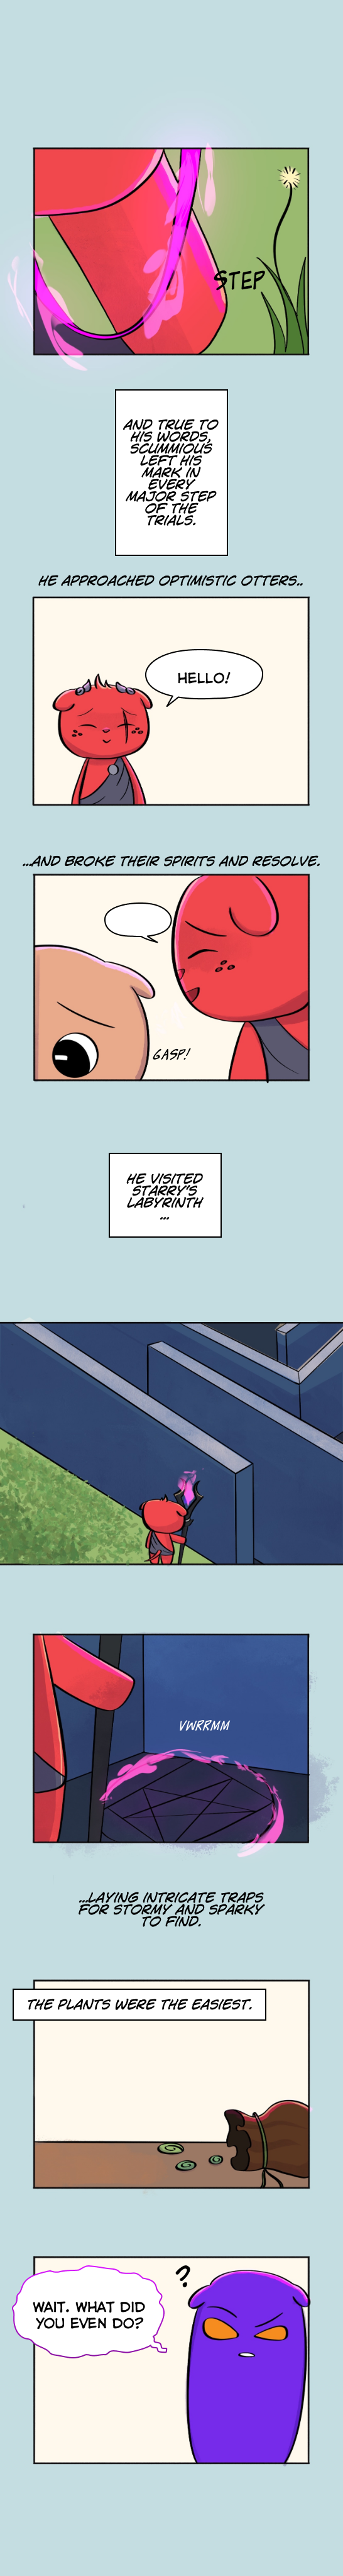 STEP
AND TRUE TO
HIS WORDS,
SCUMMIOUS
LEFT HIS
MARK IN
EVERY
MAJOR STEP
OF THE
TRIALS.
HE APPROACHED OPTIMISTIC OTTERS..
HELLO!
...AND BROKE THEIR SPIRITS AND RESOLVE.
GASP!
HE VISITED
STARRY'S
LABYRINTH
...
VWRRMM
...LAYING INTRICATE TRAPS
FOR STORMY AND SPARKY
TO FIND.
THE PLANTS WERE THE EASIEST.
?
WAIT. WHAT DID
YOU EVEN DO?